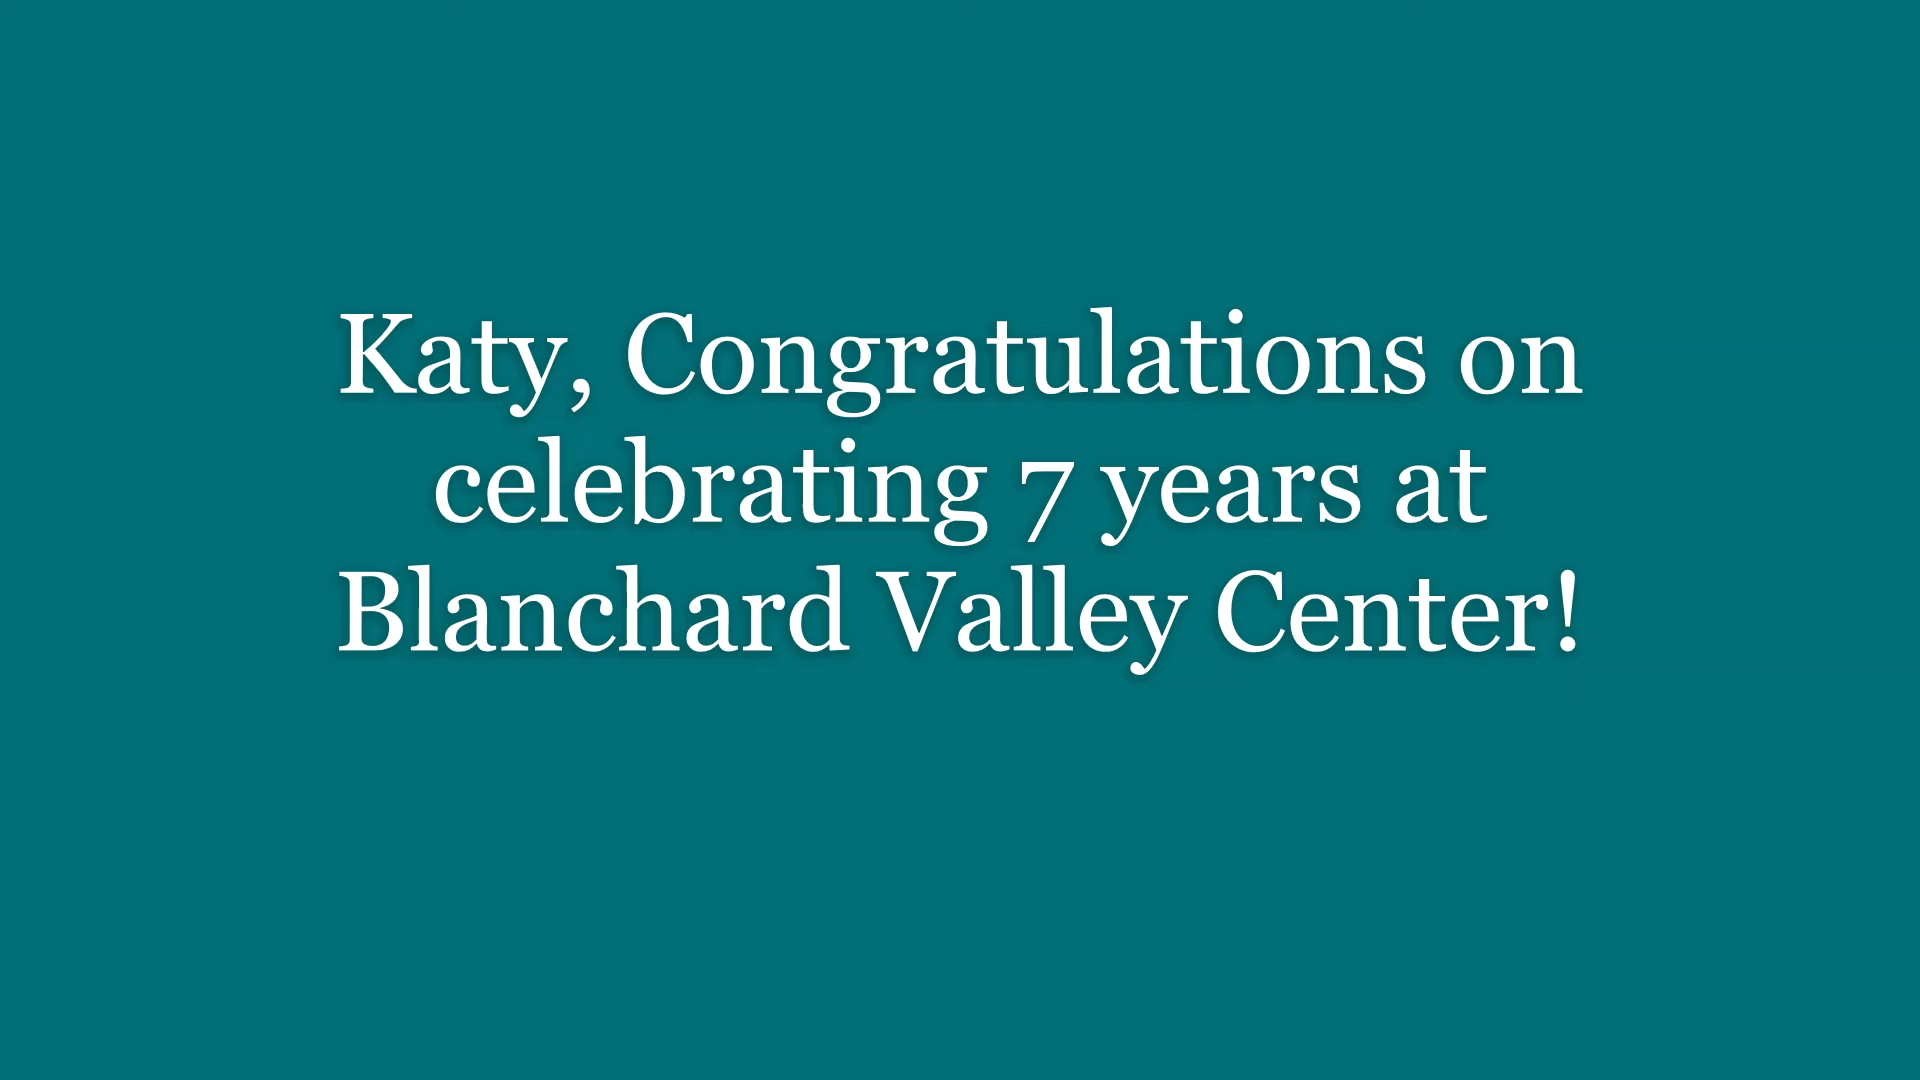 Katy, Congratulations on
celebrating 7 years at
Blanchard Valley Center!